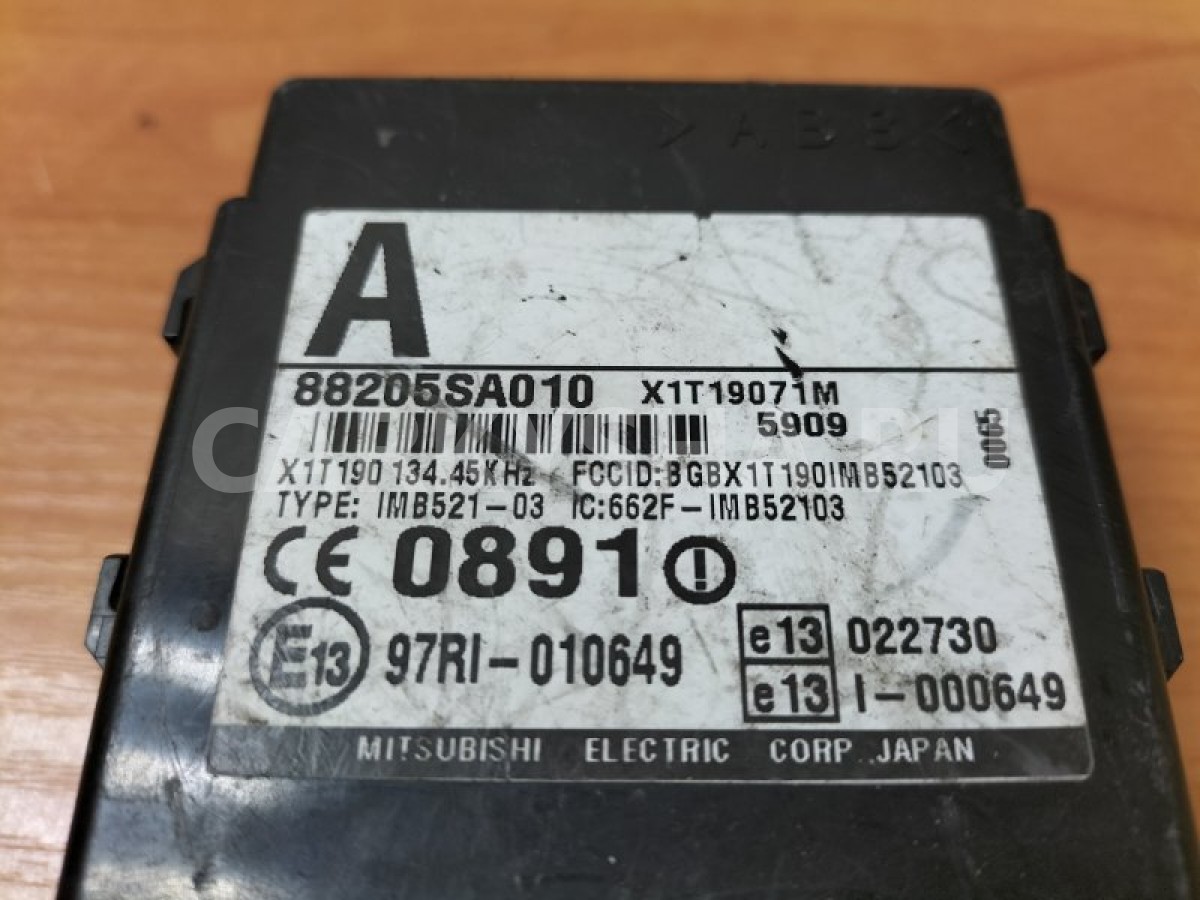 >ABS<
A
88205SA010 X1T19071M
5909
0065
X1T190 134.45KHz FCCID:BGBX1T190IMB52103
TYPE: IMB521-03 IC:662F-IMB52103
CE 0891
E13 97RI-010649
e13 022730
e13 I-000649
MITSUBISHI ELECTRIC CORP. JAPAN